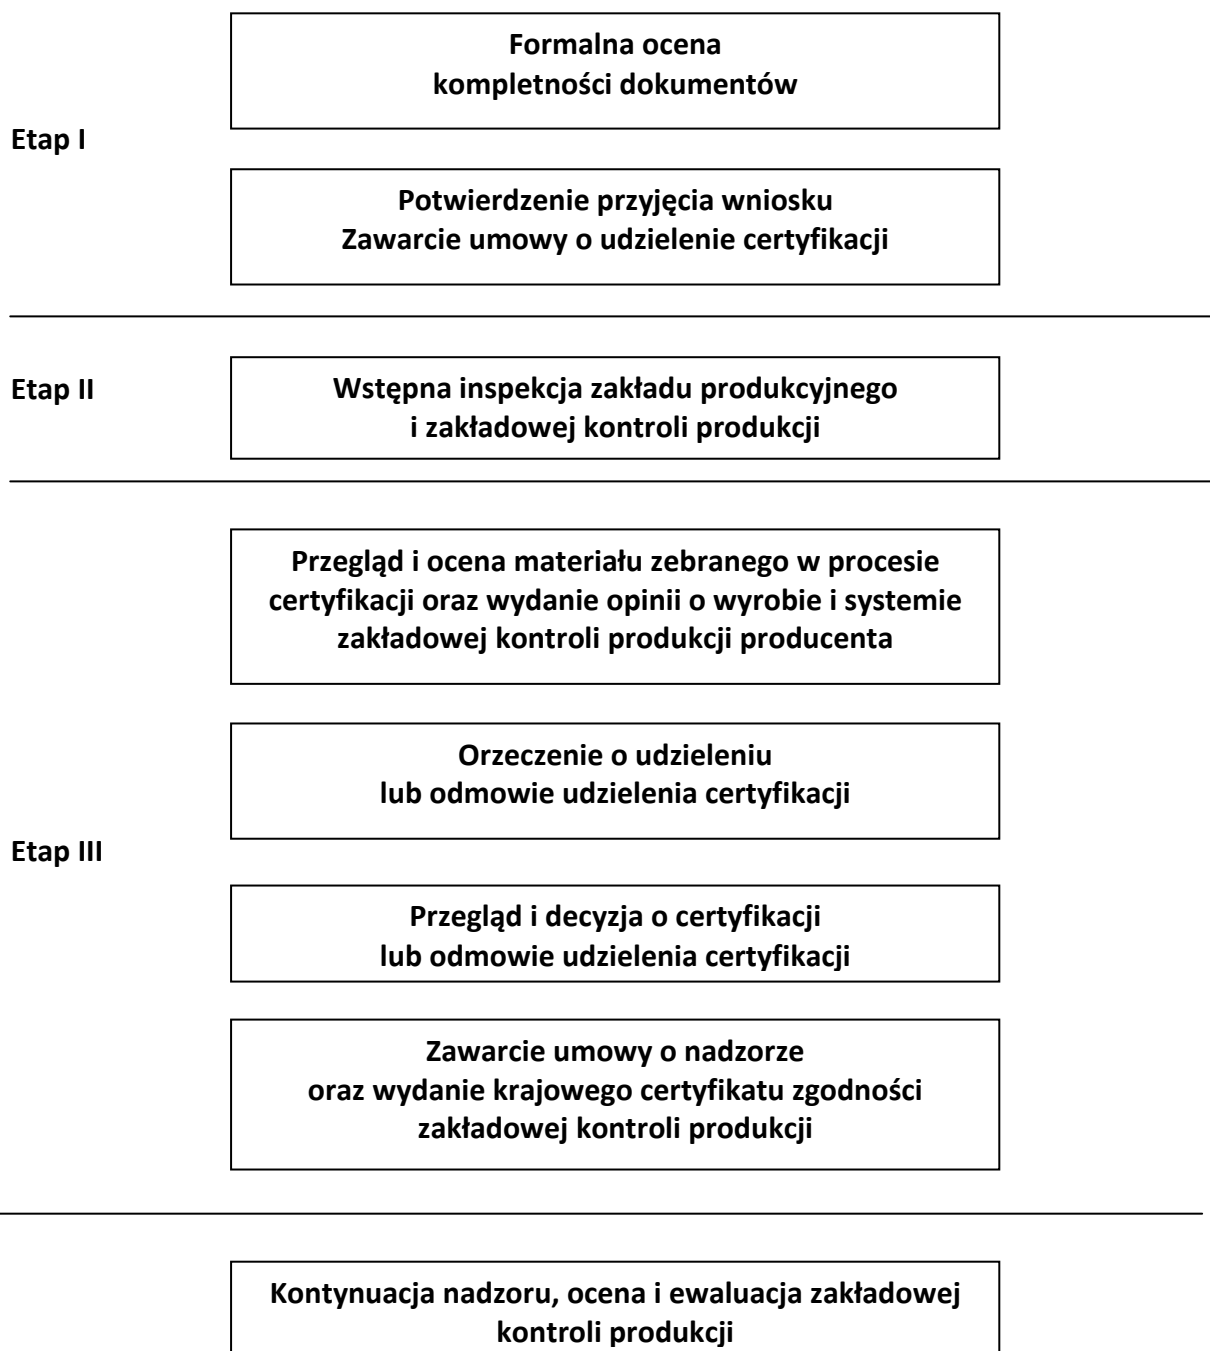 Formalna ocena
kompletności dokumentów
Etap I
Potwierdzenie przyjęcia wniosku
Zawarcie umowy o udzielenie certyfikacji
Etap II
Wstępna inspekcja zakładu produkcyjnego
i zakładowej kontroli produkcji
Przegląd i ocena materiału zebranego w procesie
certyfikacji oraz wydanie opinii o wyrobie i systemie
zakładowej kontroli produkcji producenta
Orzeczenie o udzieleniu
lub odmowie udzielenia certyfikacji
Etap III
Przegląd i decyzja o certyfikacji
lub odmowie udzielenia certyfikacji
Zawarcie umowy o nadzorze
oraz wydanie krajowego certyfikatu zgodności
zakładowej kontroli produkcji
Kontynuacja nadzoru, ocena i ewaluacja zakładowej
kontroli produkcji